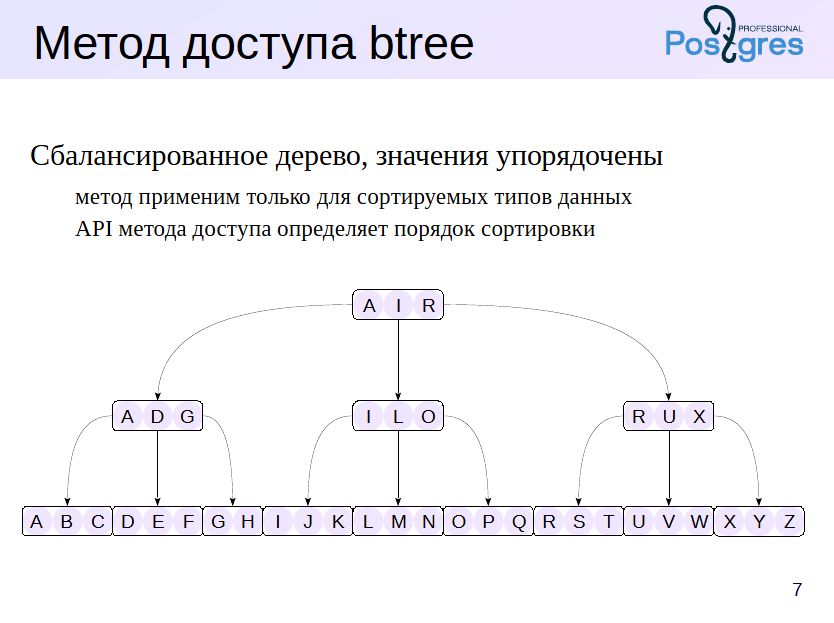 Метод доступа btree
PROFESSIONAL
Postgres
Сбалансированное дерево, значения упорядочены
метод применим только для сортируемых типов данных
API метода доступа определяет порядок сортировки
A I R
A D G
I L O
R U X
A B C D E F G H I J K L M N O P Q R S T U V W X Y Z
7